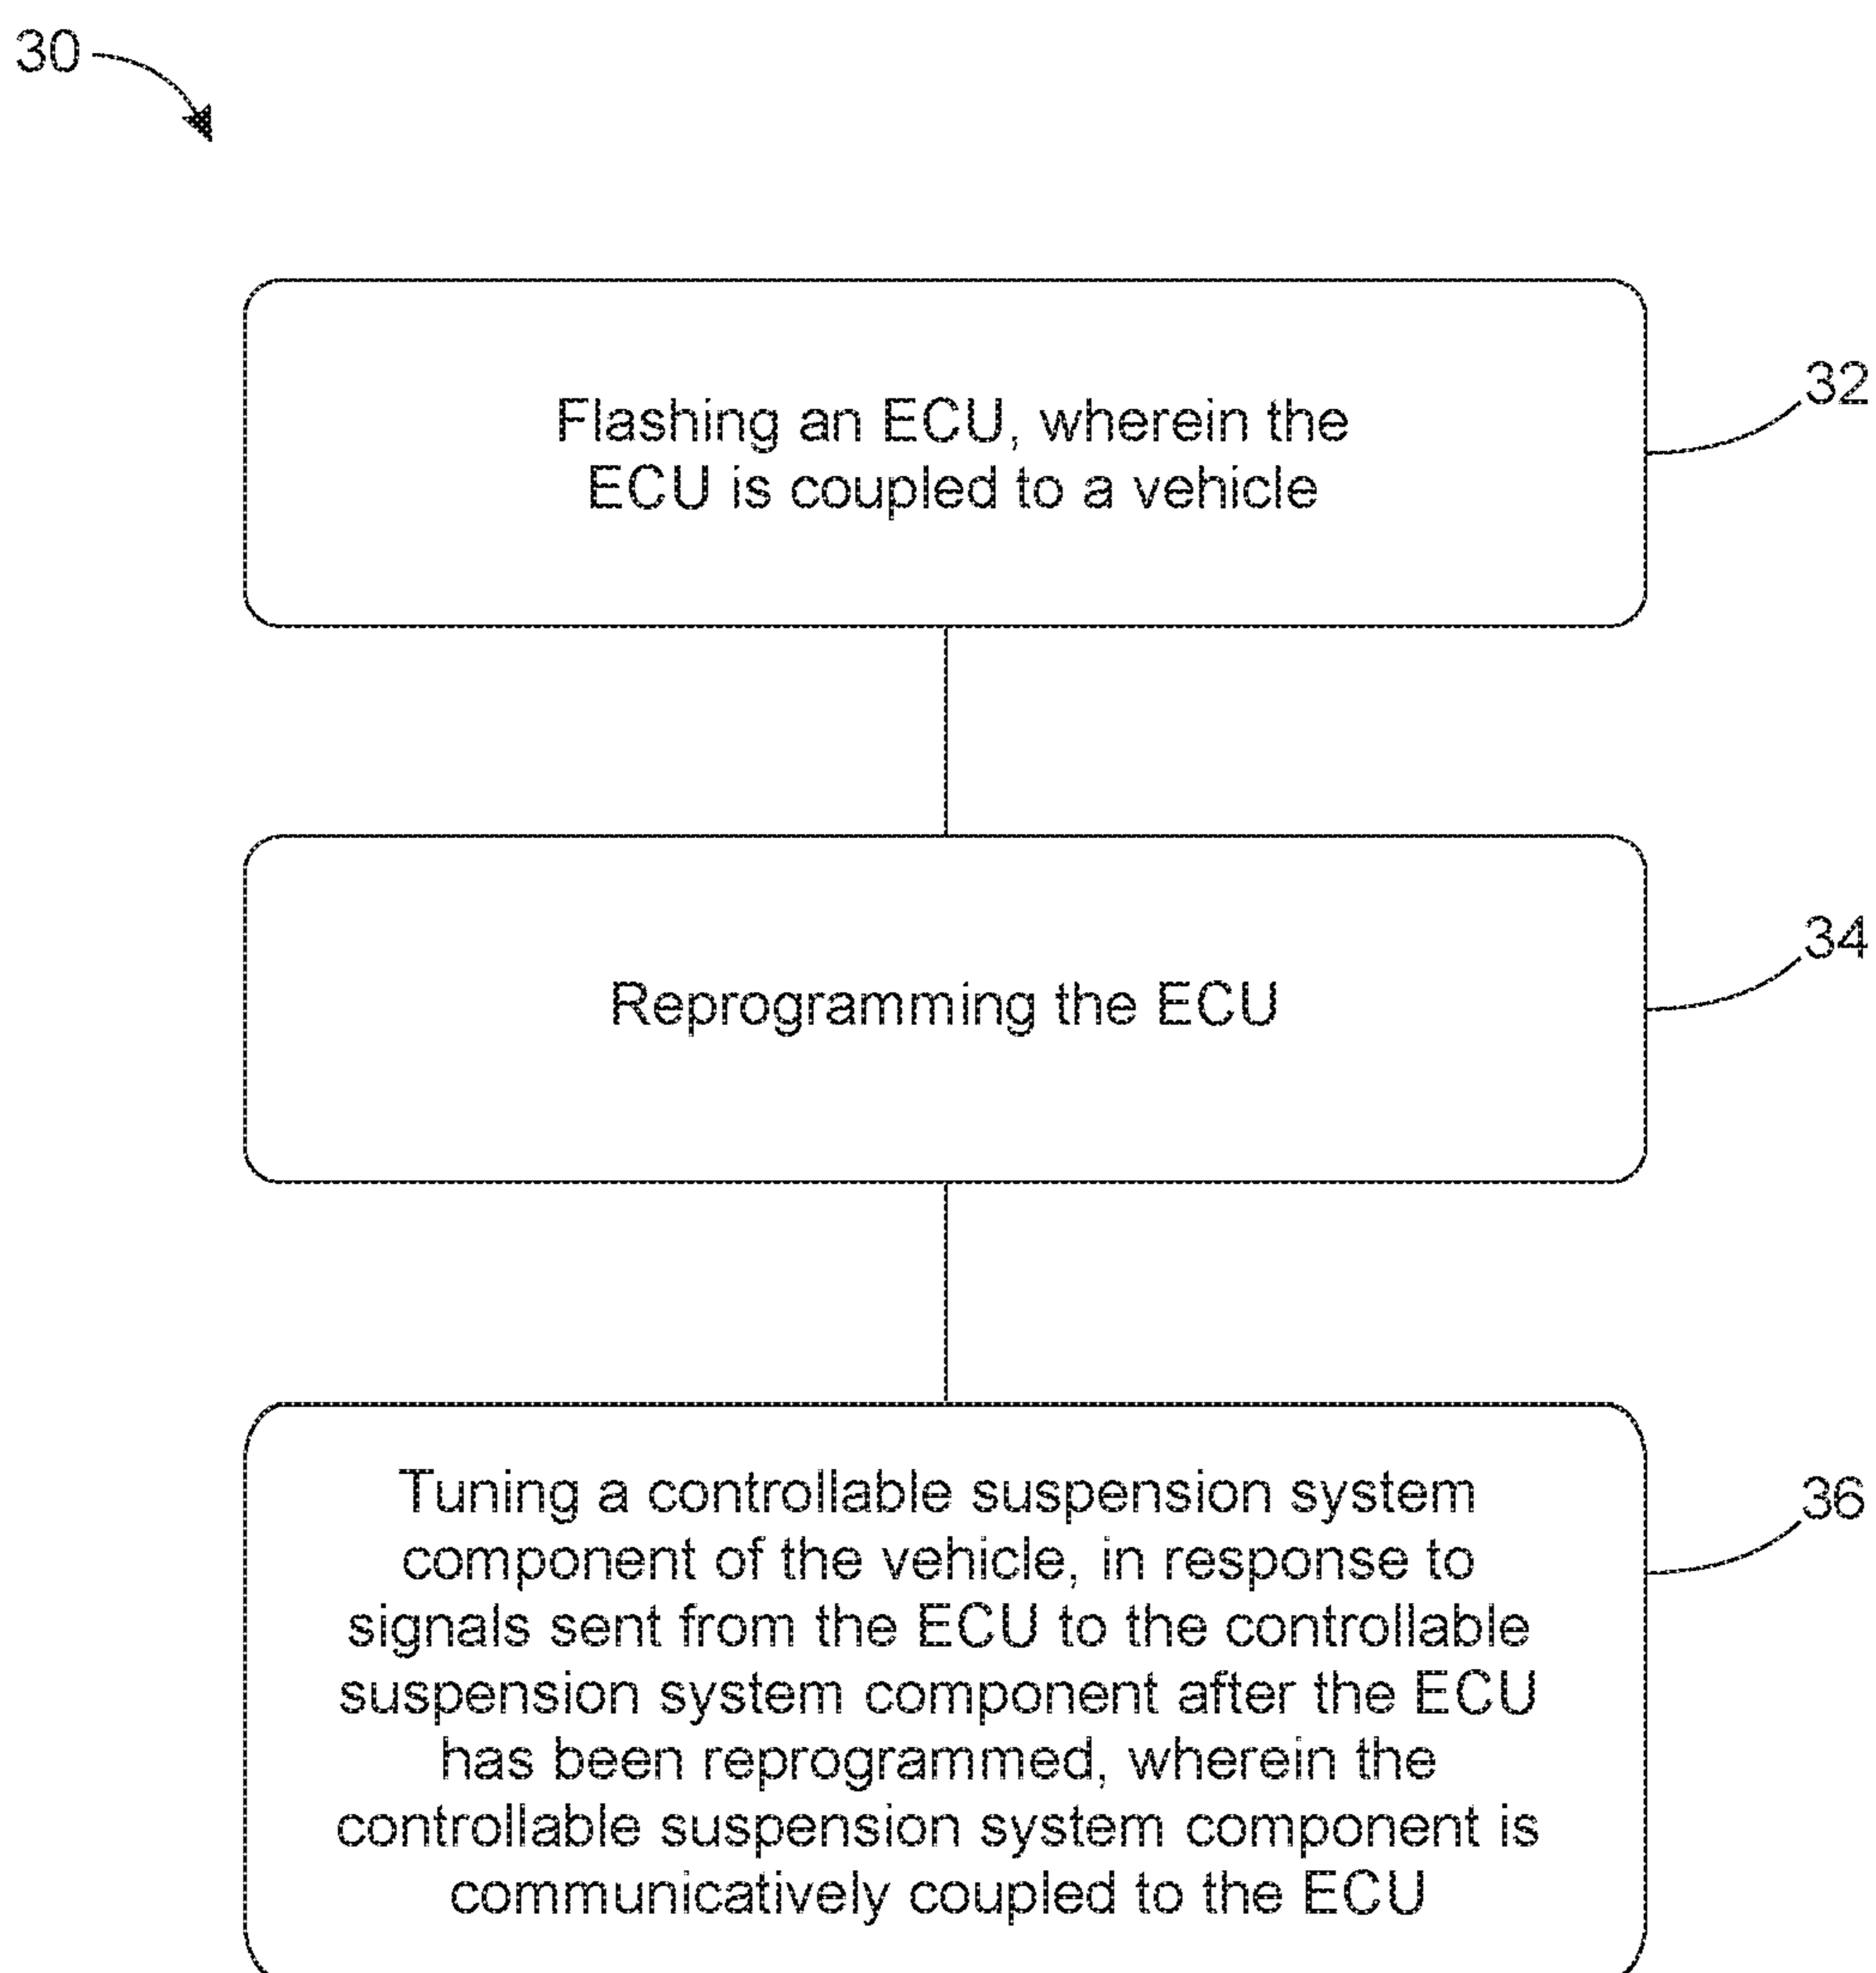 30
Flashing an ECU, wherein the
ECU is coupled to a vehicle
32
Reprogramming the ECU
34
Tuning a controllable suspension system
component of the vehicle, in response to
signals sent from the ECU to the controllable
suspension system component after the ECU
has been reprogrammed, wherein the
controllable suspension system component is
communicatively coupled to the ECU
36